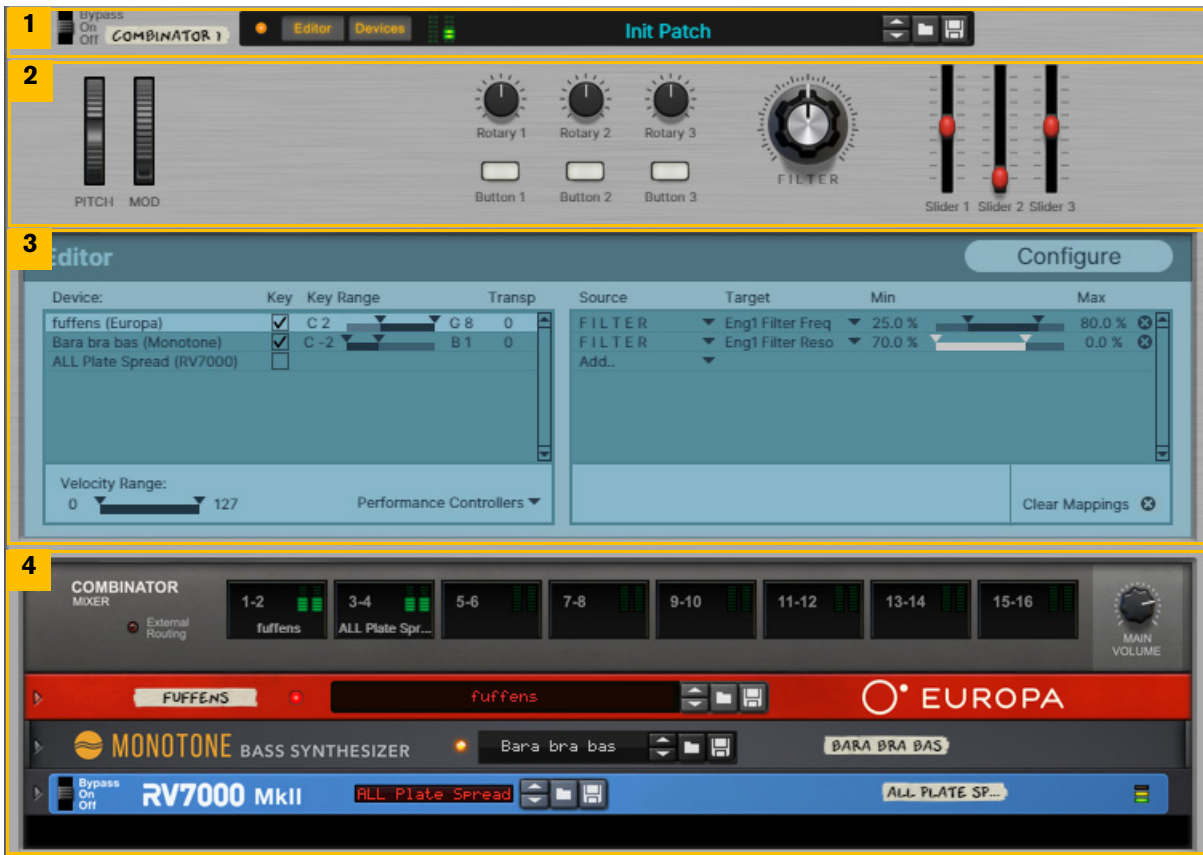 1
Bypass
On
Off
COMBINATOR 1
Editor
Devices
Init Patch
2
PITCH MOD
Rotary 1 Rotary 2 Rotary 3
Button 1 Button 2 Button 3
FILTER
Slider 1 Slider 2 Slider 3
3
Editor
Configure
Device: Key Key Range Transp
fuffens (Europa) C 2 G 8 0
Bara bra bas (Monotone) C -2 B 1 0
ALL Plate Spread (RV7000)
Velocity Range:
0 127
Performance Controllers
Source Target Min Max
FILTER Eng1 Filter Freq 25.0 % 80.0 %
FILTER Eng1 Filter Reso 70.0 % 0.0 %
Add...
Clear Mappings
4
COMBINATOR
MIXER
External
Routing
1-2 3-4 5-6 7-8 9-10 11-12 13-14 15-16
fuffens ALL Plate Spr...
MAIN
VOLUME
FUFFENS
fuffens
EUROPA
MONOTONE BASS SYNTHESIZER
Bara bra bas
BARA BRA BAS
Bypass
On
Off
RV7000 MkII
ALL Plate Spread
ALL PLATE SP...